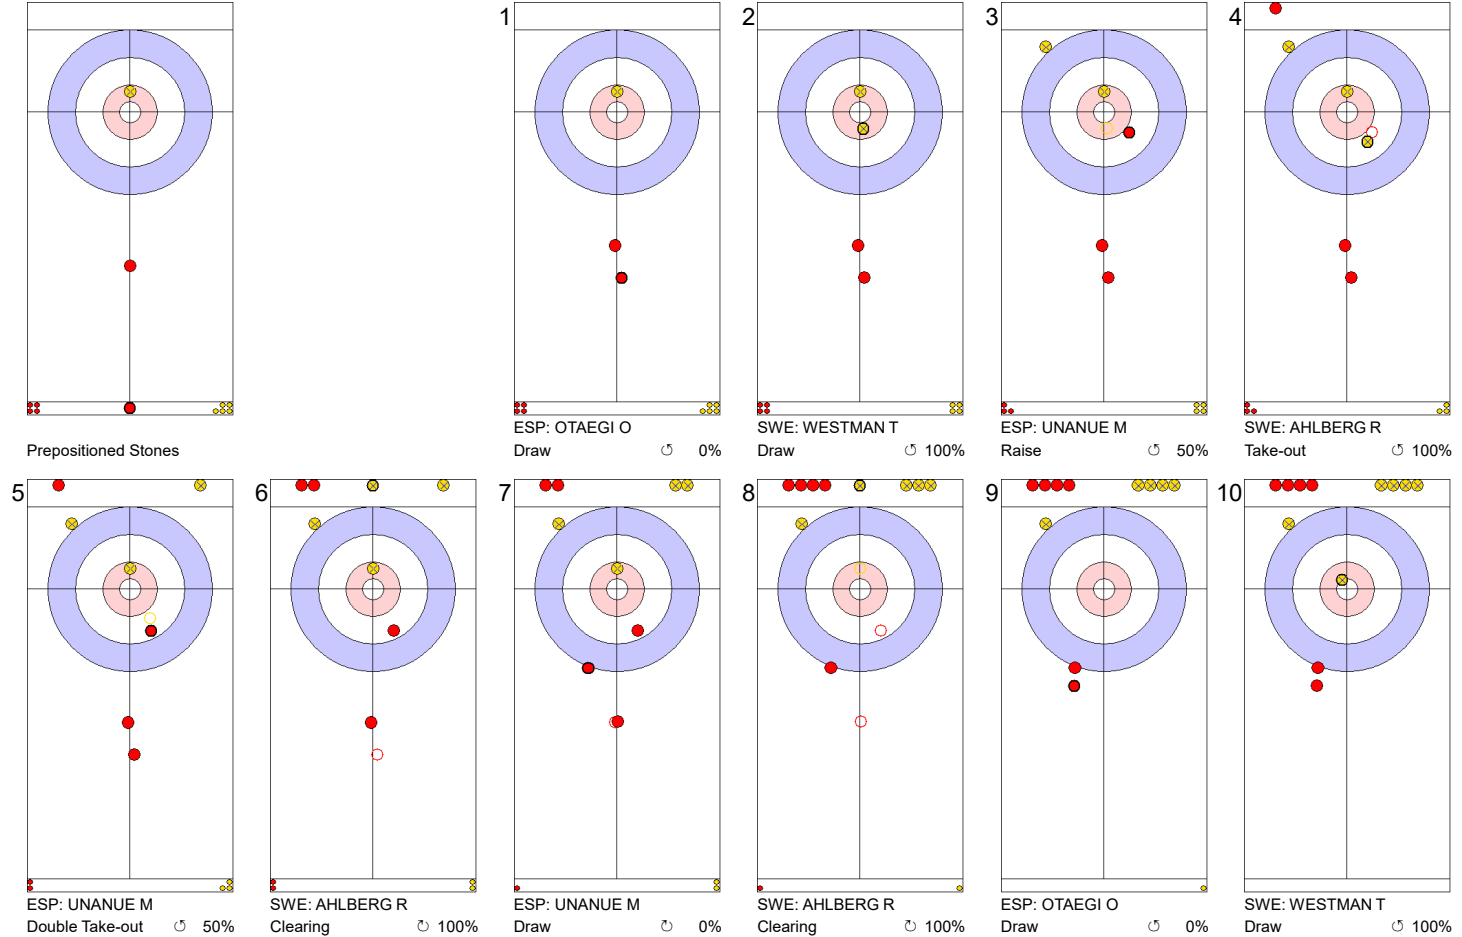 1 2 3 4
Prepositioned Stones
ESP: OTAEGI O
Draw ↺ 0%
SWE: WESTMAN T
Draw ↺ 100%
ESP: UNANUE M
Raise ↺ 50%
SWE: AHLBERG R
Take-out ↺ 100%
5 6 7 8 9 10
ESP: UNANUE M
Double Take-out ↺ 50%
SWE: AHLBERG R
Clearing ↻ 100%
ESP: UNANUE M
Draw ↺ 0%
SWE: AHLBERG R
Clearing ↻ 100%
ESP: OTAEGI O
Draw ↺ 0%
SWE: WESTMAN T
Draw ↺ 100%